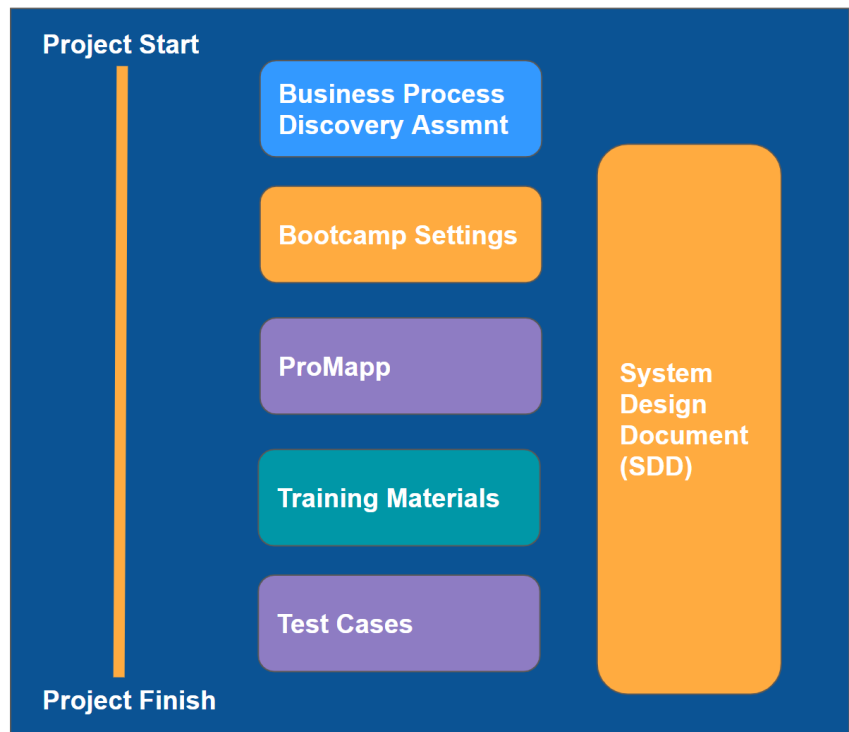 Project Start
Business Process
Discovery Assmnt
Bootcamp Settings
ProMapp
System
Design
Document
(SDD)
Training Materials
Test Cases
Project Finish